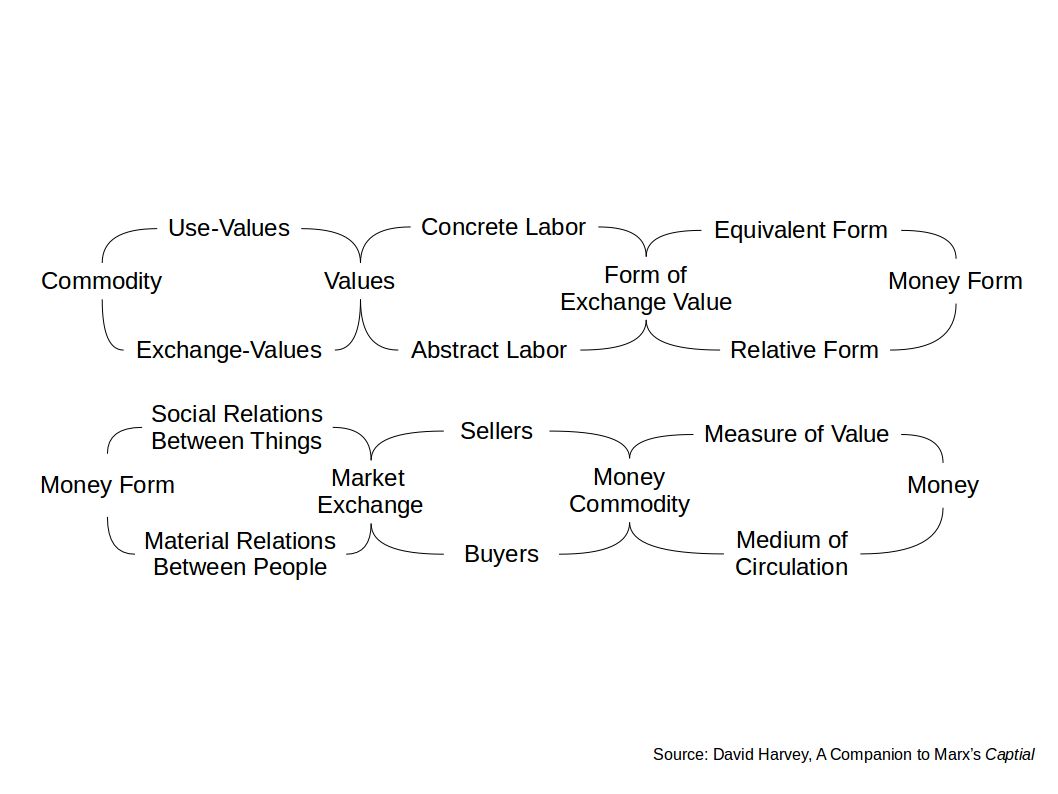 Use-Values
Concrete Labor
Equivalent Form
Commodity
Values
Form of
Exchange Value
Money Form
Exchange-Values
Abstract Labor
Relative Form
Social Relations
Between Things
Sellers
Measure of Value
Money Form
Market
Exchange
Money
Commodity
Money
Material Relations
Between People
Buyers
Medium of
Circulation
Source: David Harvey, A Companion to Marx’s Captial